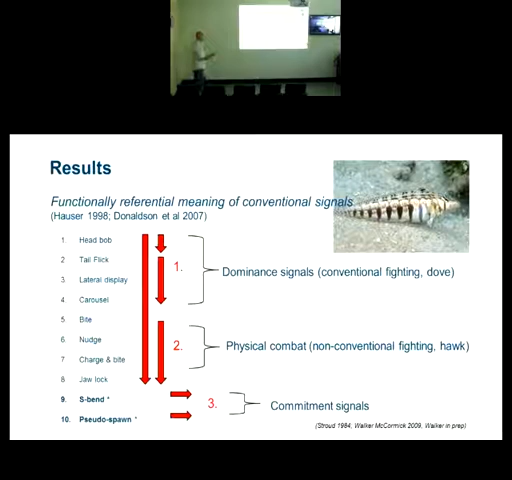 Results
Functionally referential meaning of conventional signals
(Hauser 1998; Donaldson et al 2007)
1. Head bob
2 Tail Flick
3. Lateral display
4. Carousel
1.
Dominance signals (conventional fighting, dove)
5. Bite
6. Nudge
7 Charge & bite
8 Jaw lock
2.
Physical combat (non-conventional fighting, hawk)
9. S-bend *
10. Pseudo-spawn *
3.
Commitment signals
(Stroud 1984; Walker McCormick 2009, Walker in prep)